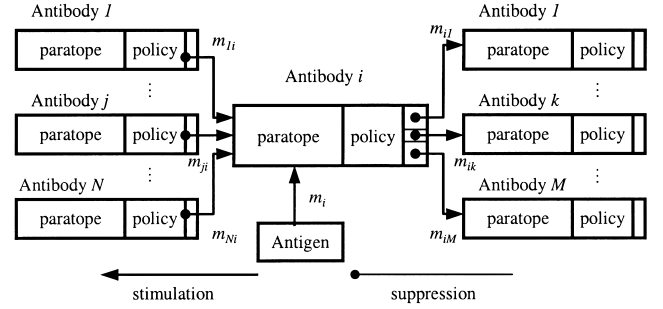 Antibody 1
paratope policy
m1i
⋮
Antibody j
paratope policy
mji
⋮
Antibody N
paratope policy
mNi
Antibody i
paratope policy
mi
Antigen
Antibody 1
mi1
paratope policy
⋮
Antibody k
paratope policy
mik
⋮
Antibody M
paratope policy
miM
stimulation
suppression